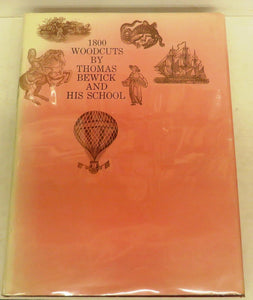 1800
WOODCUTS
BY
THOMAS
BEWICK
AND
HIS SCHOOL